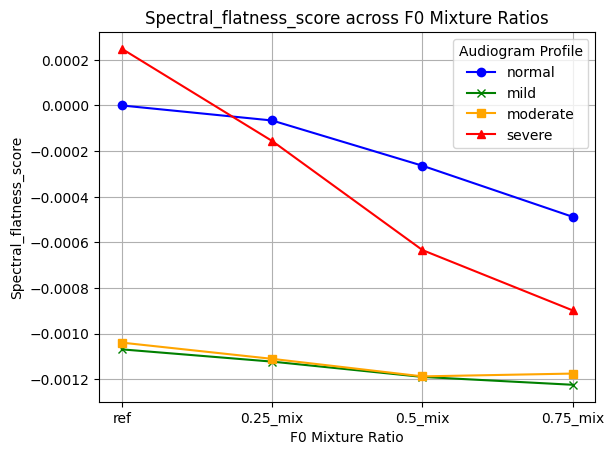 Spectral_flatness_score across F0 Mixture Ratios
Audiogram Profile
normal
mild
moderate
severe
Spectral_flatness_score
0.0002
0.0000
−0.0002
−0.0004
−0.0006
−0.0008
−0.0010
−0.0012
ref
0.25_mix
0.5_mix
0.75_mix
F0 Mixture Ratio